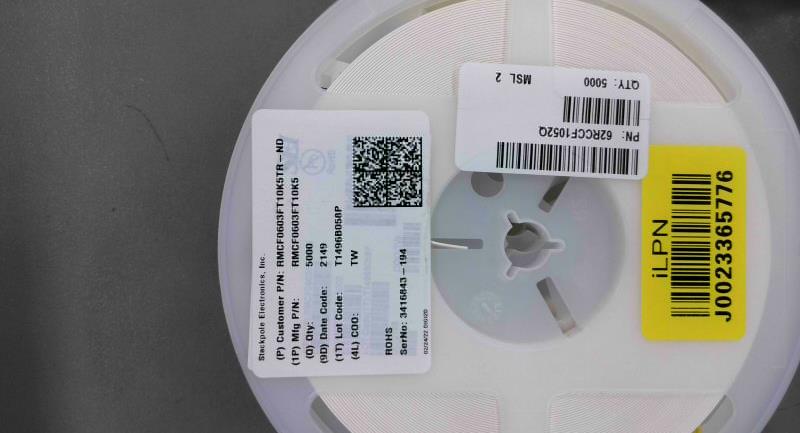 Stackpole Electronics, Inc.
(P) Customer P/N: RMCF0603FT10K5TR-ND
(1P) Mfg P/N: RMCF0603FT10K5
(Q) Qty: 5000
(9D) Date Code: 2149
(1T) Lot Code: T1496B058P
(4L) COO: TW
ROHS
SerNo: 3416843-194
PN: 62RCCF1052Q
QTY: 5000 MSL 2
iLPN
J0023365776